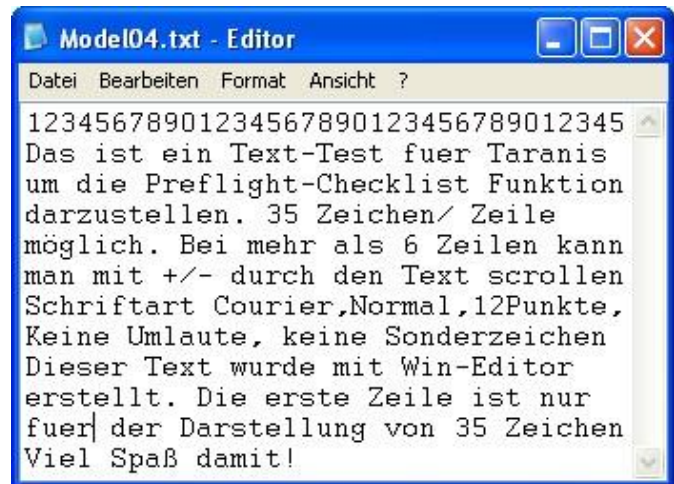 Model04.txt - Editor
Datei Bearbeiten Format Ansicht ?
12345678901234567890123456789012345
Das ist ein Text-Test fuer Taranis
um die Preflight-Checklist Funktion
darzustellen. 35 Zeichen/ Zeile
möglich. Bei mehr als 6 Zeilen kann
man mit +/- durch den Text scrollen
Schriftart Courier,Normal,12Punkte,
Keine Umlaute, keine Sonderzeichen
Dieser Text wurde mit Win-Editor
erstellt. Die erste Zeile ist nur
fuer der Darstellung von 35 Zeichen
Viel Spaß damit!